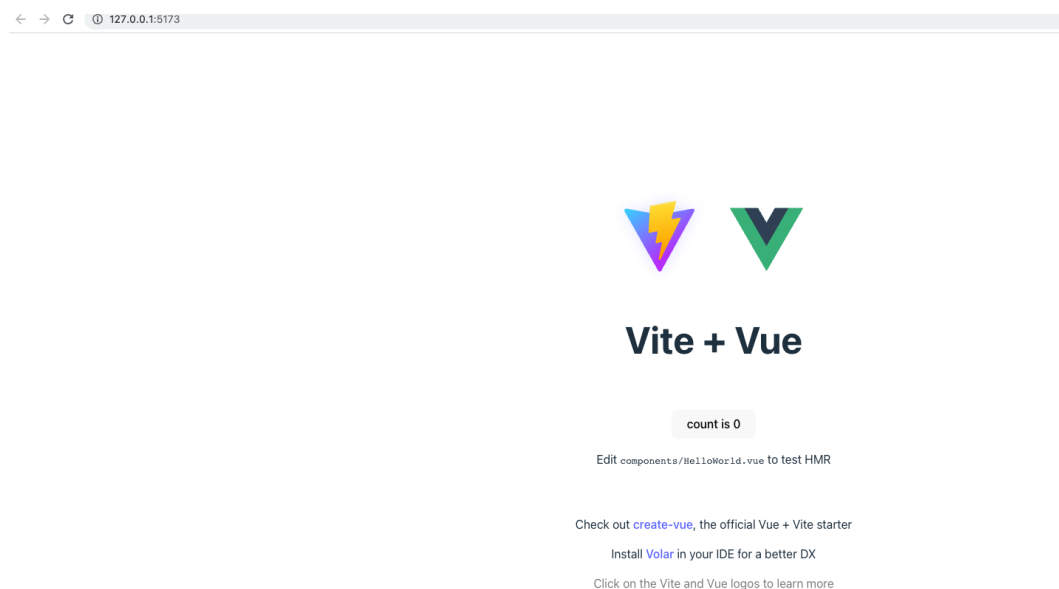 127.0.0.1:5173
Vite + Vue
count is 0
Edit components/HelloWorld.vue to test HMR
Check out create-vue, the official Vue + Vite starter
Install Volar in your IDE for a better DX
Click on the Vite and Vue logos to learn more